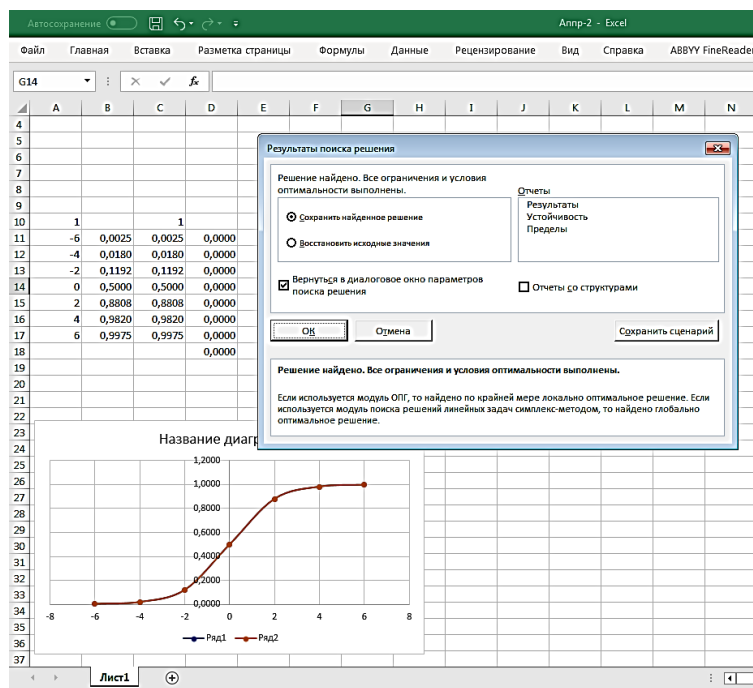 Автосохранение
Аппр-2 - Excel
Файл Главная Вставка Разметка страницы Формулы Данные Рецензирование Вид Справка ABBYY FineReader
G14 fx
A B C D E F G H I J K L M N
4
5
6
7
8
9
10 1 1
11 -6 0,0025 0,0025 0,0000
12 -4 0,0180 0,0180 0,0000
13 -2 0,1192 0,1192 0,0000
14 0 0,5000 0,5000 0,0000
15 2 0,8808 0,8808 0,0000
16 4 0,9820 0,9820 0,0000
17 6 0,9975 0,9975 0,0000
18 0,0000
19
20
21
22
23
24
25
26
27
28
29
30
31
32
33
34
35
36
37
Результаты поиска решения
Решение найдено. Все ограничения и условия
оптимальности выполнены.
Отчеты
Сохранить найденное решение
Восстановить исходные значения
Результаты
Устойчивость
Пределы
Вернуться в диалоговое окно параметров
поиска решения
Отчеты со структурами
ОК Отмена Сохранить сценарий
Решение найдено. Все ограничения и условия оптимальности выполнены.
Если используется модуль ОПГ, то найдено по крайней мере локально оптимальное решение. Если
используется модуль поиска решений линейных задач симплекс-методом, то найдено глобально
оптимальное решение.
Название диагр
1,2000
1,0000
0,8000
0,6000
0,4000
0,2000
0,0000
-8 -6 -4 -2 0 2 4 6 8
Ряд1 Ряд2
Лист1